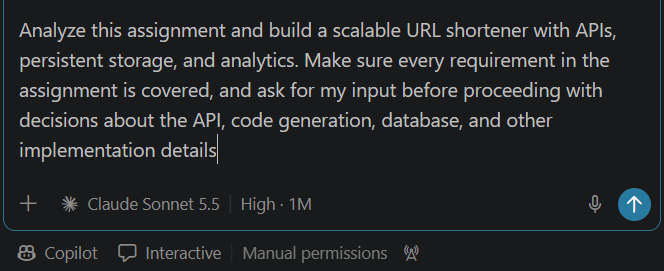 Analyze this assignment and build a scalable URL shortener with APIs,
persistent storage, and analytics. Make sure every requirement in the
assignment is covered, and ask for my input before proceeding with
decisions about the API, code generation, database, and other
implementation details
Claude Sonnet 5.5 High · 1M
Copilot Interactive Manual permissions